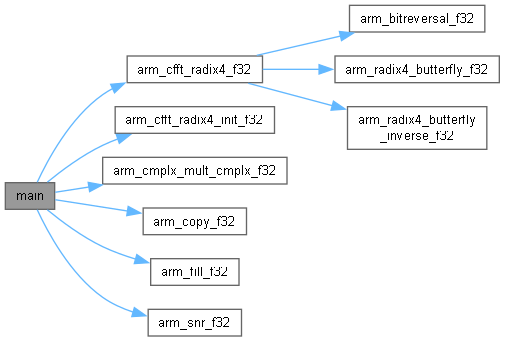 main
arm_cfft_radix4_f32
arm_bitreversal_f32
arm_radix4_butterfly_f32
arm_radix4_butterfly
_inverse_f32
arm_cfft_radix4_init_f32
arm_cmplx_mult_cmplx_f32
arm_copy_f32
arm_fill_f32
arm_snr_f32